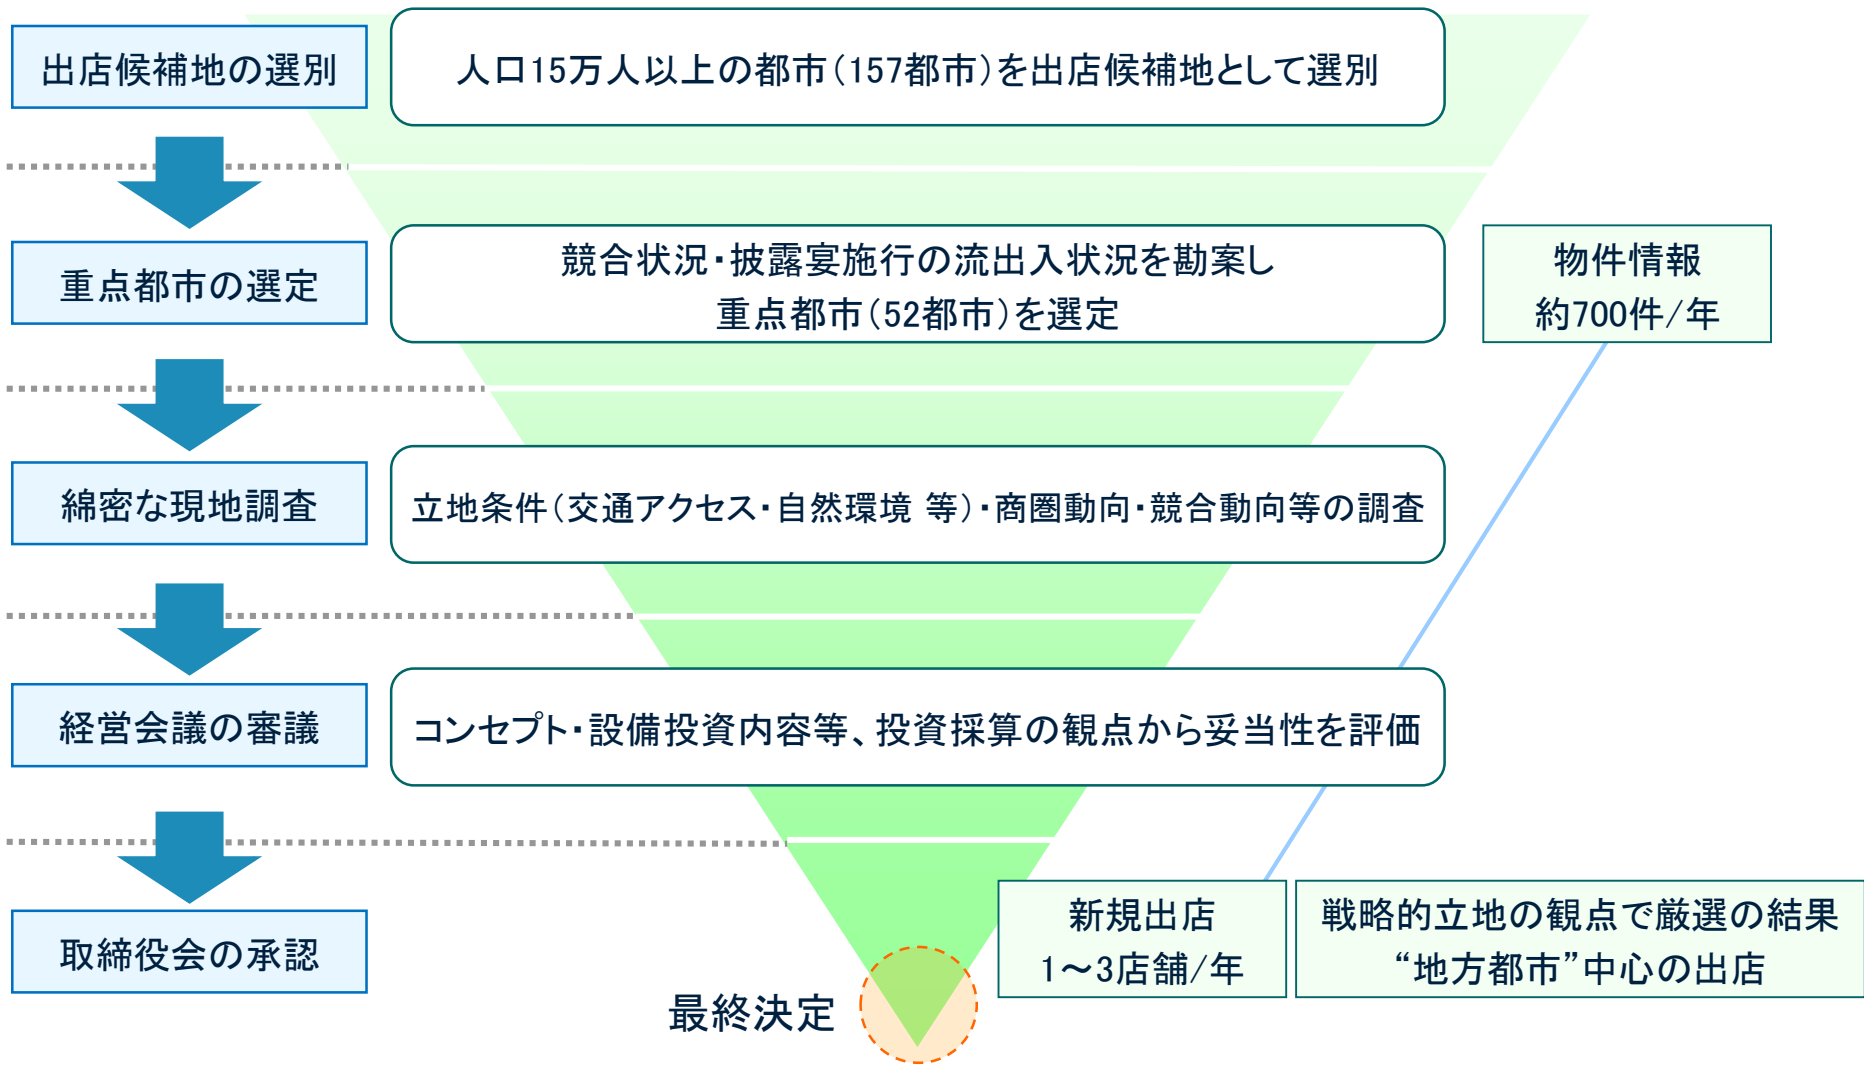 出店候補地の選別
人口15万人以上の都市（157都市）を出店候補地として選別
重点都市の選定
競合状況・披露宴施行の流出入状況を勘案し
重点都市（52都市）を選定
物件情報
約700件/年
綿密な現地調査
立地条件（交通アクセス・自然環境 等）・商圏動向・競合動向等の調査
経営会議の審議
コンセプト・設備投資内容等、投資採算の観点から妥当性を評価
取締役会の承認
新規出店
1～3店舗/年
戦略的立地の観点で厳選の結果
“地方都市”中心の出店
最終決定